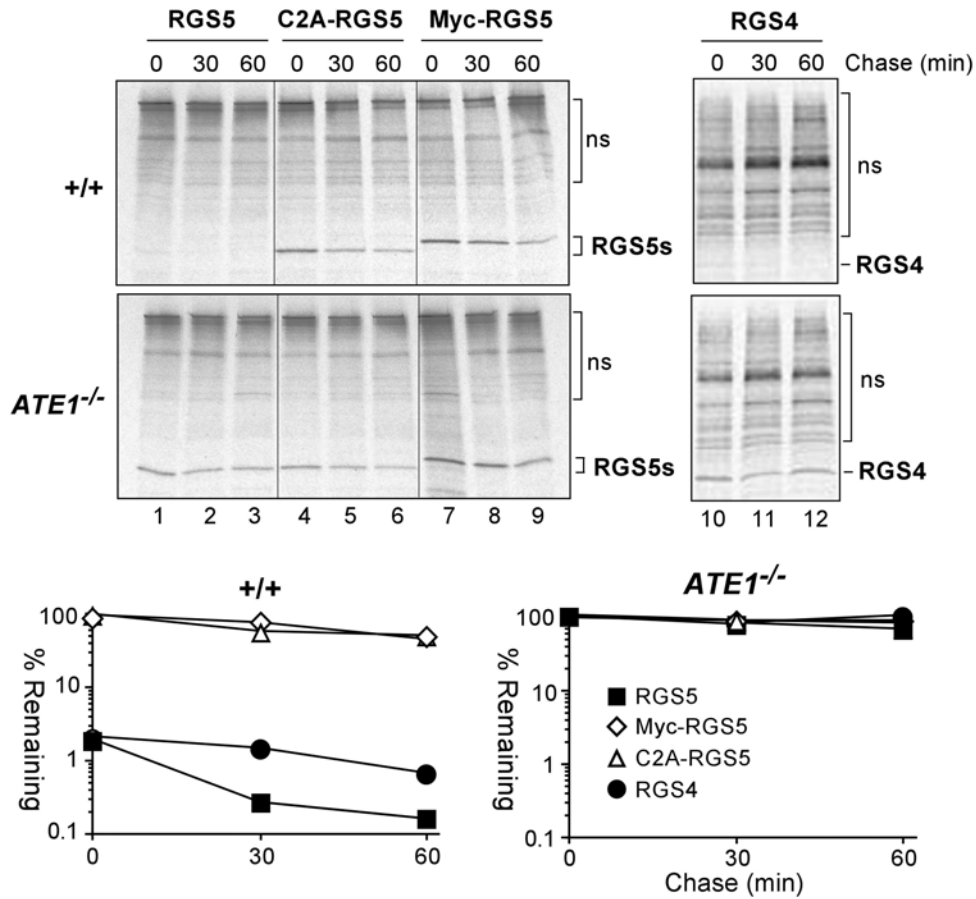 RGS5 C2A-RGS5 Myc-RGS5 RGS4
0 30 60 0 30 60 0 30 60 0 30 60 Chase (min)
+/+ ns ns
RGS5s RGS4
ATE1-/- ns ns
RGS5s RGS4
1 2 3 4 5 6 7 8 9 10 11 12
+/+
% Remaining
100
10
1
0.1
0 30 60
ATE1-/-
% Remaining
100
10
1
0.1
RGS5
Myc-RGS5
C2A-RGS5
RGS4
0 30 60
Chase (min)